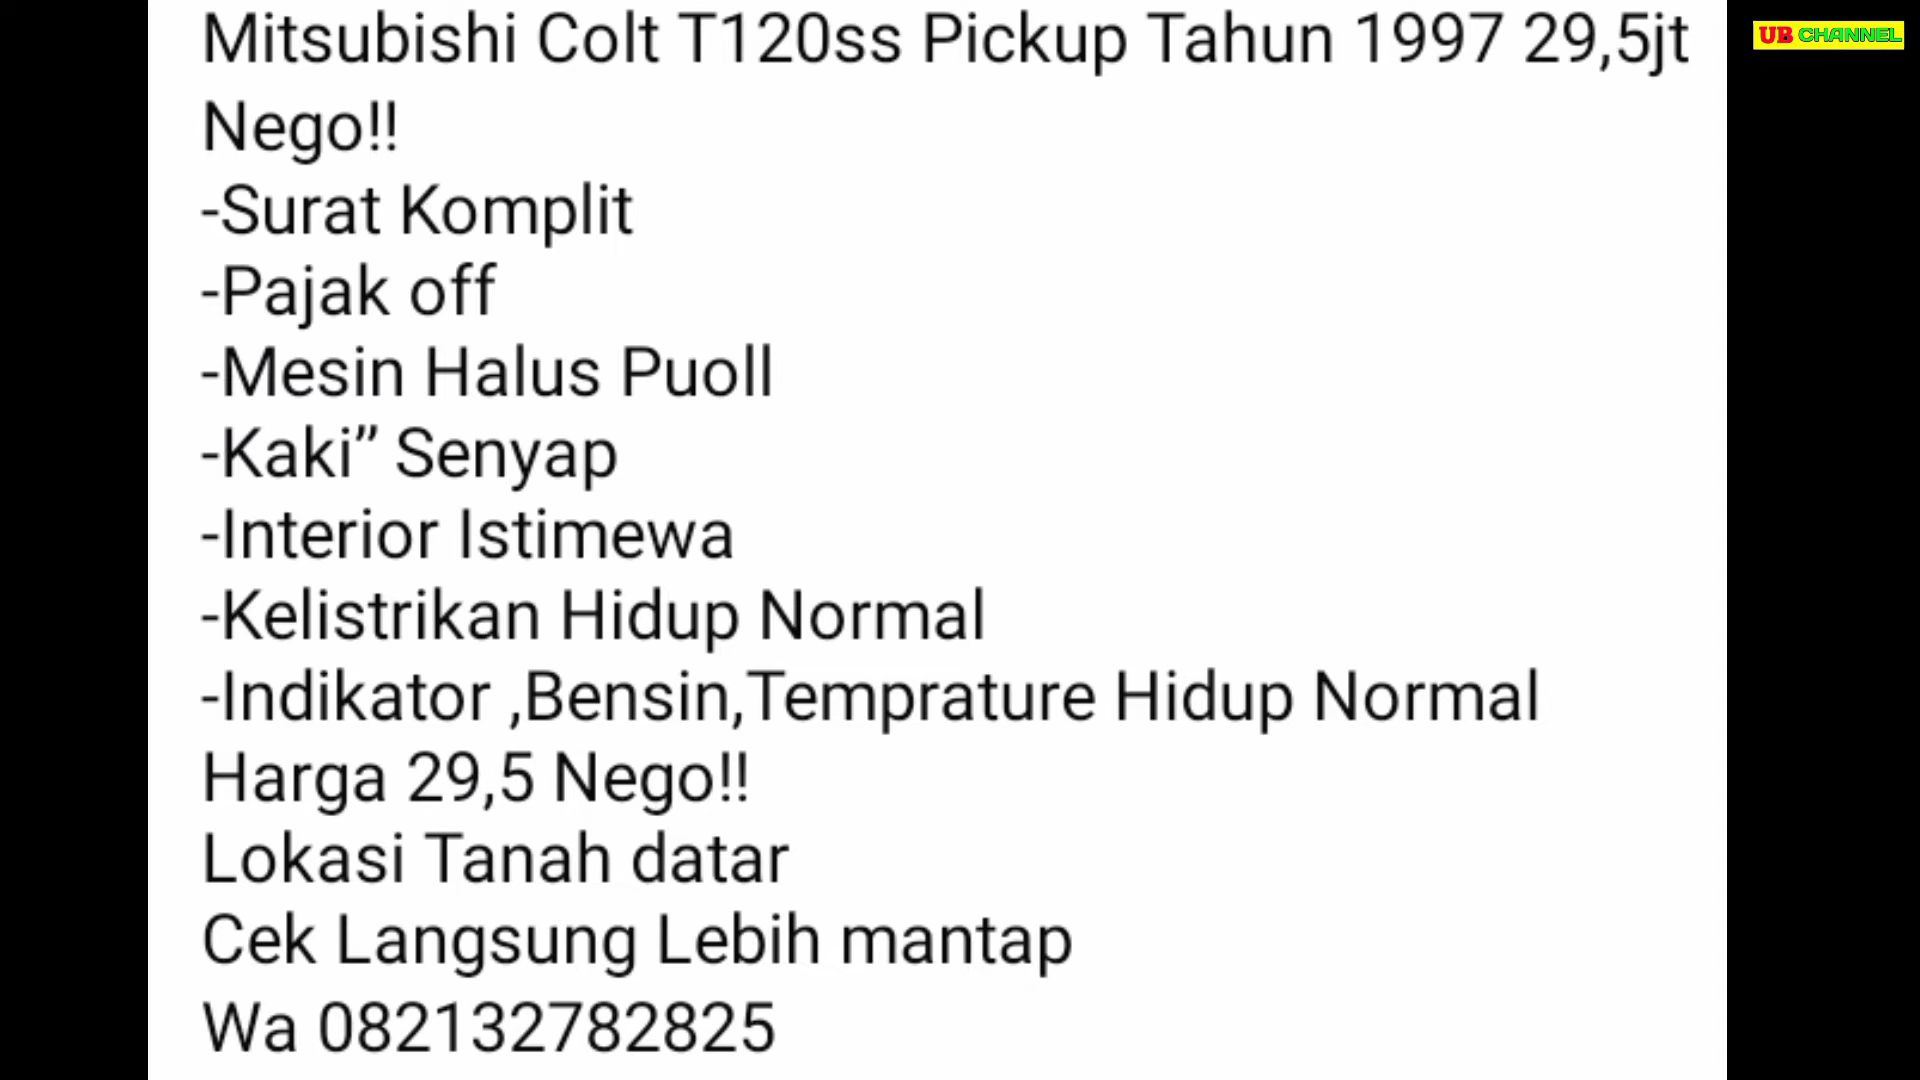 Mitsubishi Colt T120ss Pickup Tahun 1997 29,5jt
Nego!!
-Surat Komplit
-Pajak off
-Mesin Halus Puoll
-Kaki” Senyap
-Interior Istimewa
-Kelistrikan Hidup Normal
-Indikator ,Bensin,Temprature Hidup Normal
Harga 29,5 Nego!!
Lokasi Tanah datar
Cek Langsung Lebih mantap
Wa 082132782825
UB CHANNEL